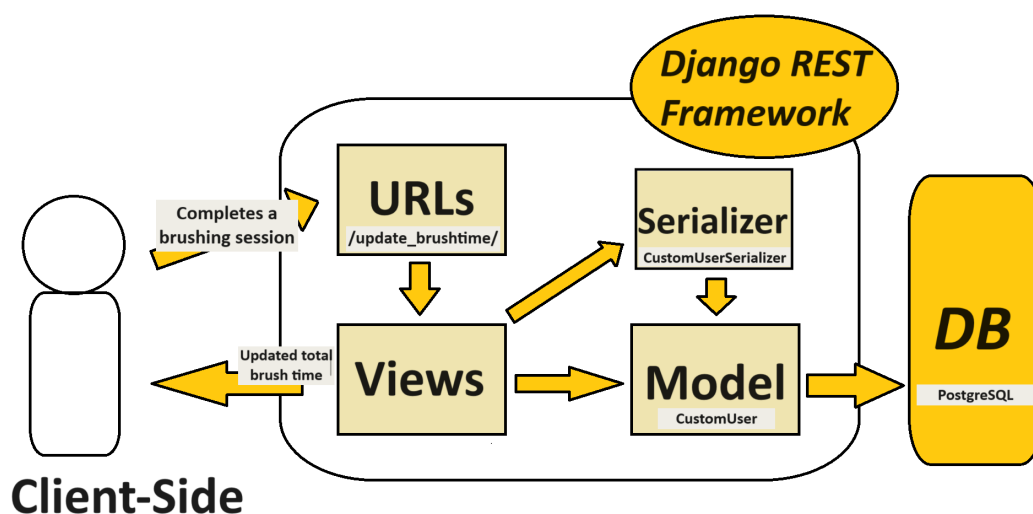 Django REST
Framework
URLs
/update_brushtime/
Completes a
brushing session
Serializer
CustomUserSerializer
Updated total
brush time
Views
Model
CustomUser
DB
PostgreSQL
Client-Side